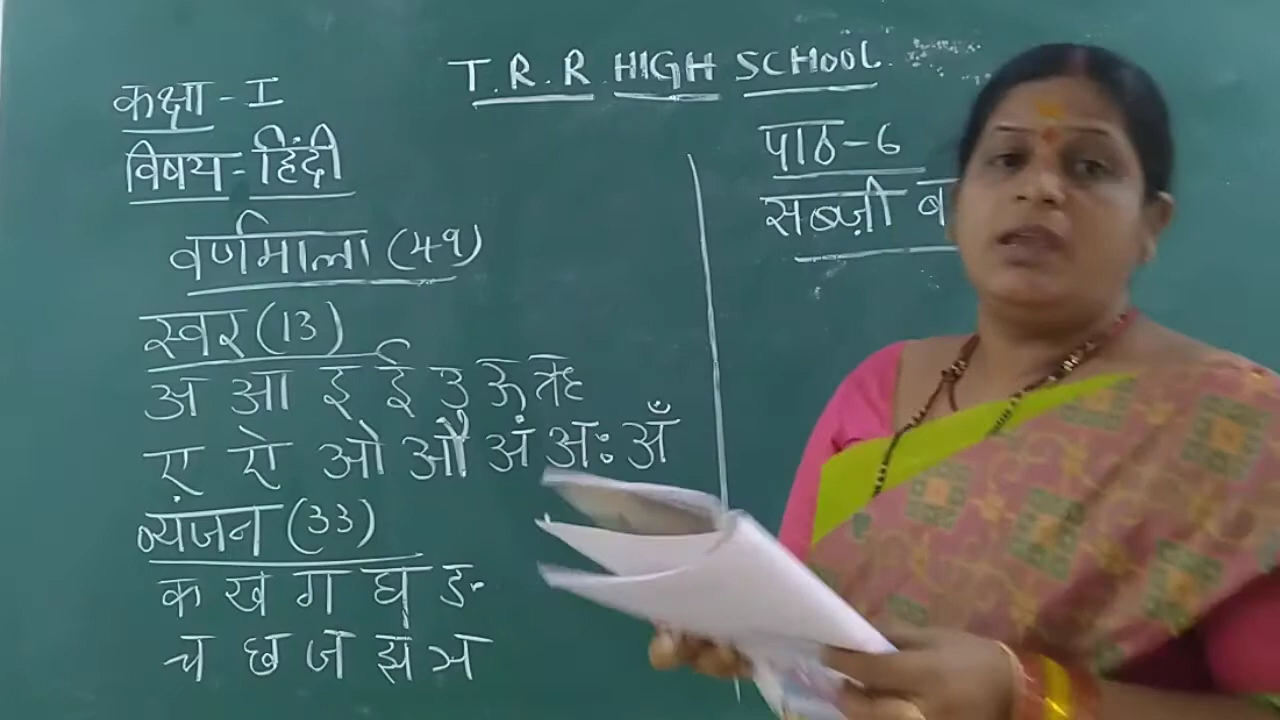 T.R.R HIGH SCHOOL.
कक्षा - I
विषय - हिंदी
वर्णमाला (49)
स्वर (13)
अ आ इ ई उ ऊ ऋ
ए ऐ ओ औ अं अः अँ
व्यंजन (33)
क ख ग घ ङ
च छ ज झ ञ
पाठ - 6
सब्ज़ी